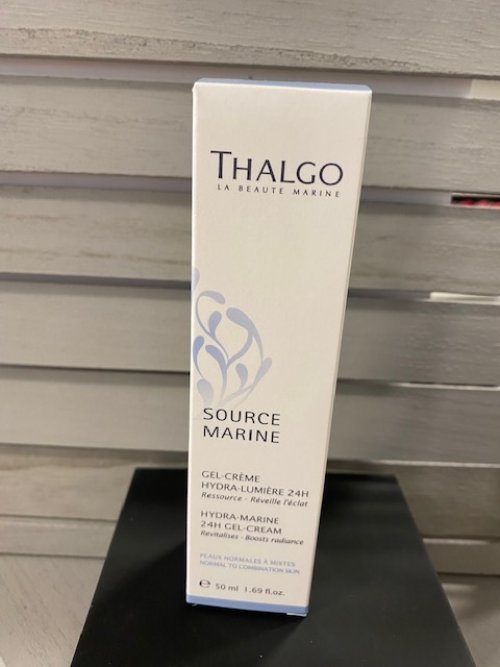 THALGO
LA BEAUTE MARINE
SOURCE
MARINE
GEL-CRÈME
HYDRA-LUMIÈRE 24H
Ressource - Réveille l'éclat
HYDRA-MARINE
24H GEL-CREAM
Revitalises - Boosts radiance
PEAUX NORMALES À MIXTES
NORMAL TO COMBINATION SKIN
℮ 50 ml 1.69 fl.oz.